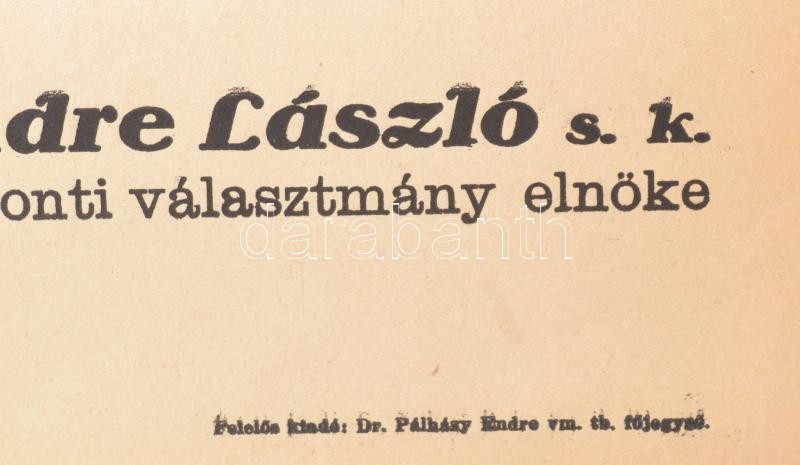 dre László s. k.
onti választmány elnöke
darabanth
Felelős kiadó: Dr. Pálházy Endre vm. tb. főjegyző.